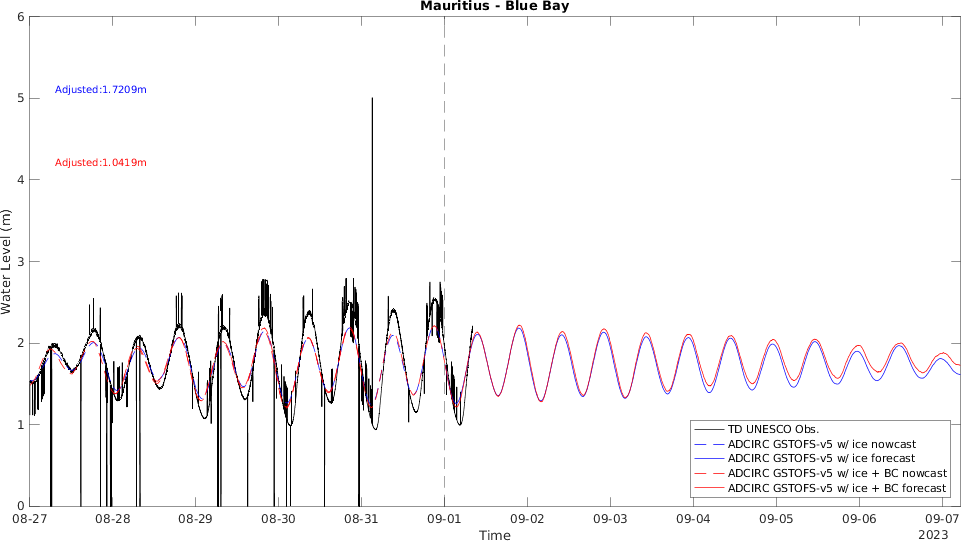 Mauritius - Blue Bay
6
5
4
3
2
1
0
Water Level (m)
Adjusted:1.7209m
Adjusted:1.0419m
TD UNESCO Obs.
ADCIRC GSTOFS-v5 w/ ice nowcast
ADCIRC GSTOFS-v5 w/ ice forecast
ADCIRC GSTOFS-v5 w/ ice + BC nowcast
ADCIRC GSTOFS-v5 w/ ice + BC forecast
08-27 08-28 08-29 08-30 08-31 09-01 09-02 09-03 09-04 09-05 09-06 09-07
Time
2023